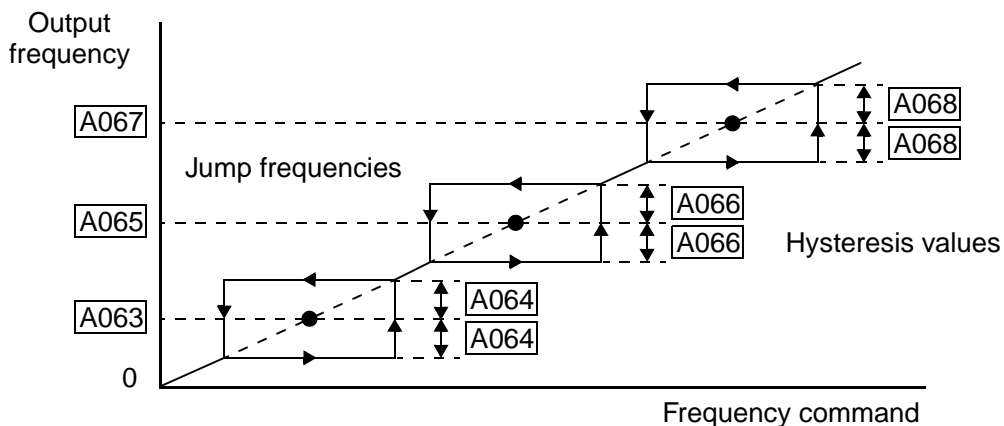 Output
frequency
A067
A068
A068
Jump frequencies
A065
A066
A066
Hysteresis values
A063
A064
A064
0
Frequency command